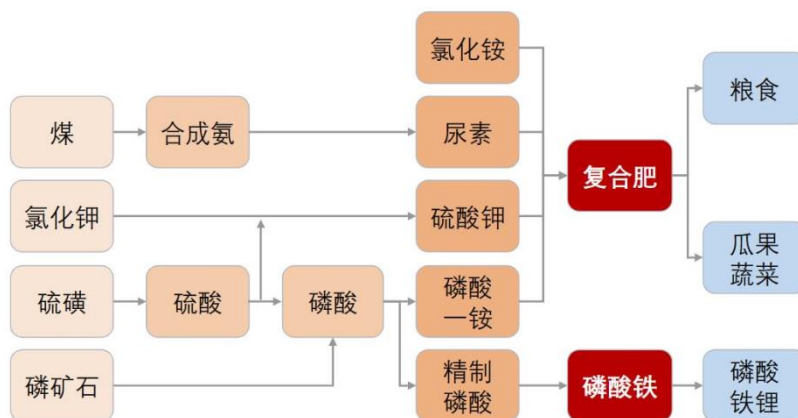 氯化铵
粮食
煤
合成氨
尿素
复合肥
氯化钾
硫酸钾
瓜果
蔬菜
硫磺
硫酸
磷酸
磷酸
一铵
磷矿石
精制
磷酸
磷酸铁
磷酸
铁锂